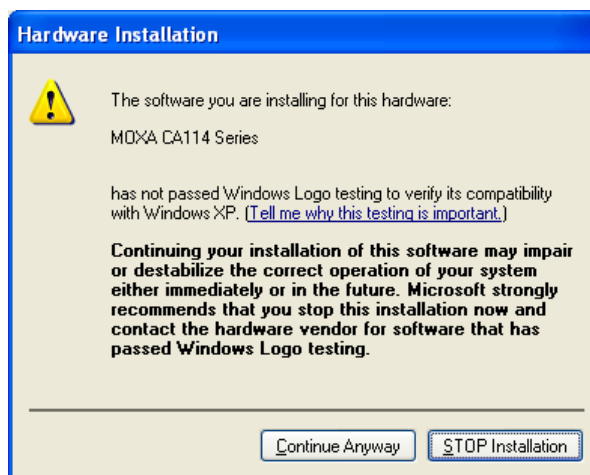 Hardware Installation
The software you are installing for this hardware:
MOXA CA114 Series
has not passed Windows Logo testing to verify its compatibility
with Windows XP. (Tell me why this testing is important.)
Continuing your installation of this software may impair
or destabilize the correct operation of your system
either immediately or in the future. Microsoft strongly
recommends that you stop this installation now and
contact the hardware vendor for software that has
passed Windows Logo testing.
Continue Anyway
STOP Installation